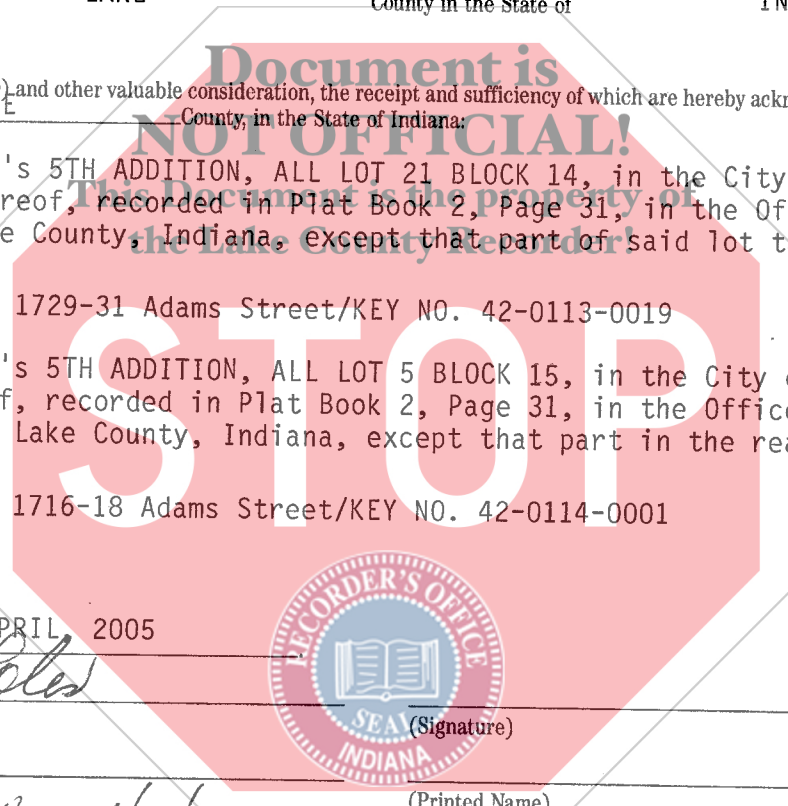 County in the State of
Document is
and other valuable consideration, the receipt and sufficiency of which are hereby ackn
County, in the State of Indiana:
NOT OFFICIAL!
's 5TH ADDITION, ALL LOT 21 BLOCK 14, in the City
This Document is the property of
reof, recorded in Plat Book 2, Page 31, in the Of
the Lake County Recorder!
e County, Indiana, except that part of said lot t
1729-31 Adams Street/KEY NO. 42-0113-0019
STOP
's 5TH ADDITION, ALL LOT 5 BLOCK 15, in the City
f, recorded in Plat Book 2, Page 31, in the Offic
Lake County, Indiana, except that part in the rea
1716-18 Adams Street/KEY NO. 42-0114-0001
RECORDER'S OFFICE
SEAL
INDIANA
PRIL, 2005
(Signature)
(Printed Name)